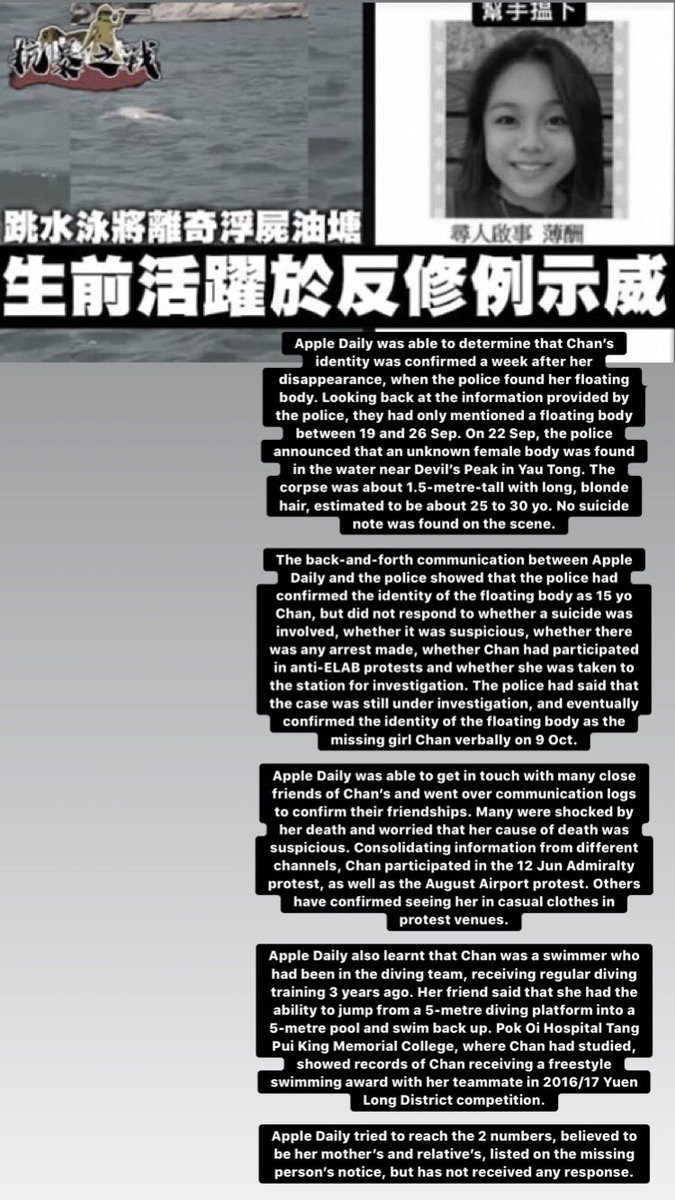 抗暴之戰
幫手搵下
尋人啟事 薄酬
跳水泳將離奇浮屍油塘
生前活躍於反修例示威
Apple Daily was able to determine that Chan’s
identity was confirmed a week after her
disappearance, when the police found her floating
body. Looking back at the information provided by
the police, they had only mentioned a floating body
between 19 and 26 Sep. On 22 Sep, the police
announced that an unknown female body was found
in the water near Devil’s Peak in Yau Tong. The
corpse was about 1.5-metre-tall with long, blonde
hair, estimated to be about 25 to 30 yo. No suicide
note was found on the scene.
The back-and-forth communication between Apple
Daily and the police showed that the police had
confirmed the identity of the floating body as 15 yo
Chan, but did not respond to whether a suicide was
involved, whether it was suspicious, whether there
was any arrest made, whether Chan had participated
in anti-ELAB protests and whether she was taken to
the station for investigation. The police had said that
the case was still under investigation, and eventually
confirmed the identity of the floating body as the
missing girl Chan verbally on 9 Oct.
Apple Daily was able to get in touch with many close
friends of Chan’s and went over communication logs
to confirm their friendships. Many were shocked by
her death and worried that her cause of death was
suspicious. Consolidating information from different
channels, Chan participated in the 12 Jun Admiralty
protest, as well as the August Airport protest. Others
have confirmed seeing her in casual clothes in
protest venues.
Apple Daily also learnt that Chan was a swimmer who
had been in the diving team, receiving regular diving
training 3 years ago. Her friend said that she had the
ability to jump from a 5-metre diving platform into a
5-metre pool and swim back up. Pok Oi Hospital Tang
Pui King Memorial College, where Chan had studied,
showed records of Chan receiving a freestyle
swimming award with her teammate in 2016/17 Yuen
Long District competition.
Apple Daily tried to reach the 2 numbers, believed to
be her mother’s and relative’s, listed on the missing
person’s notice, but has not received any response.